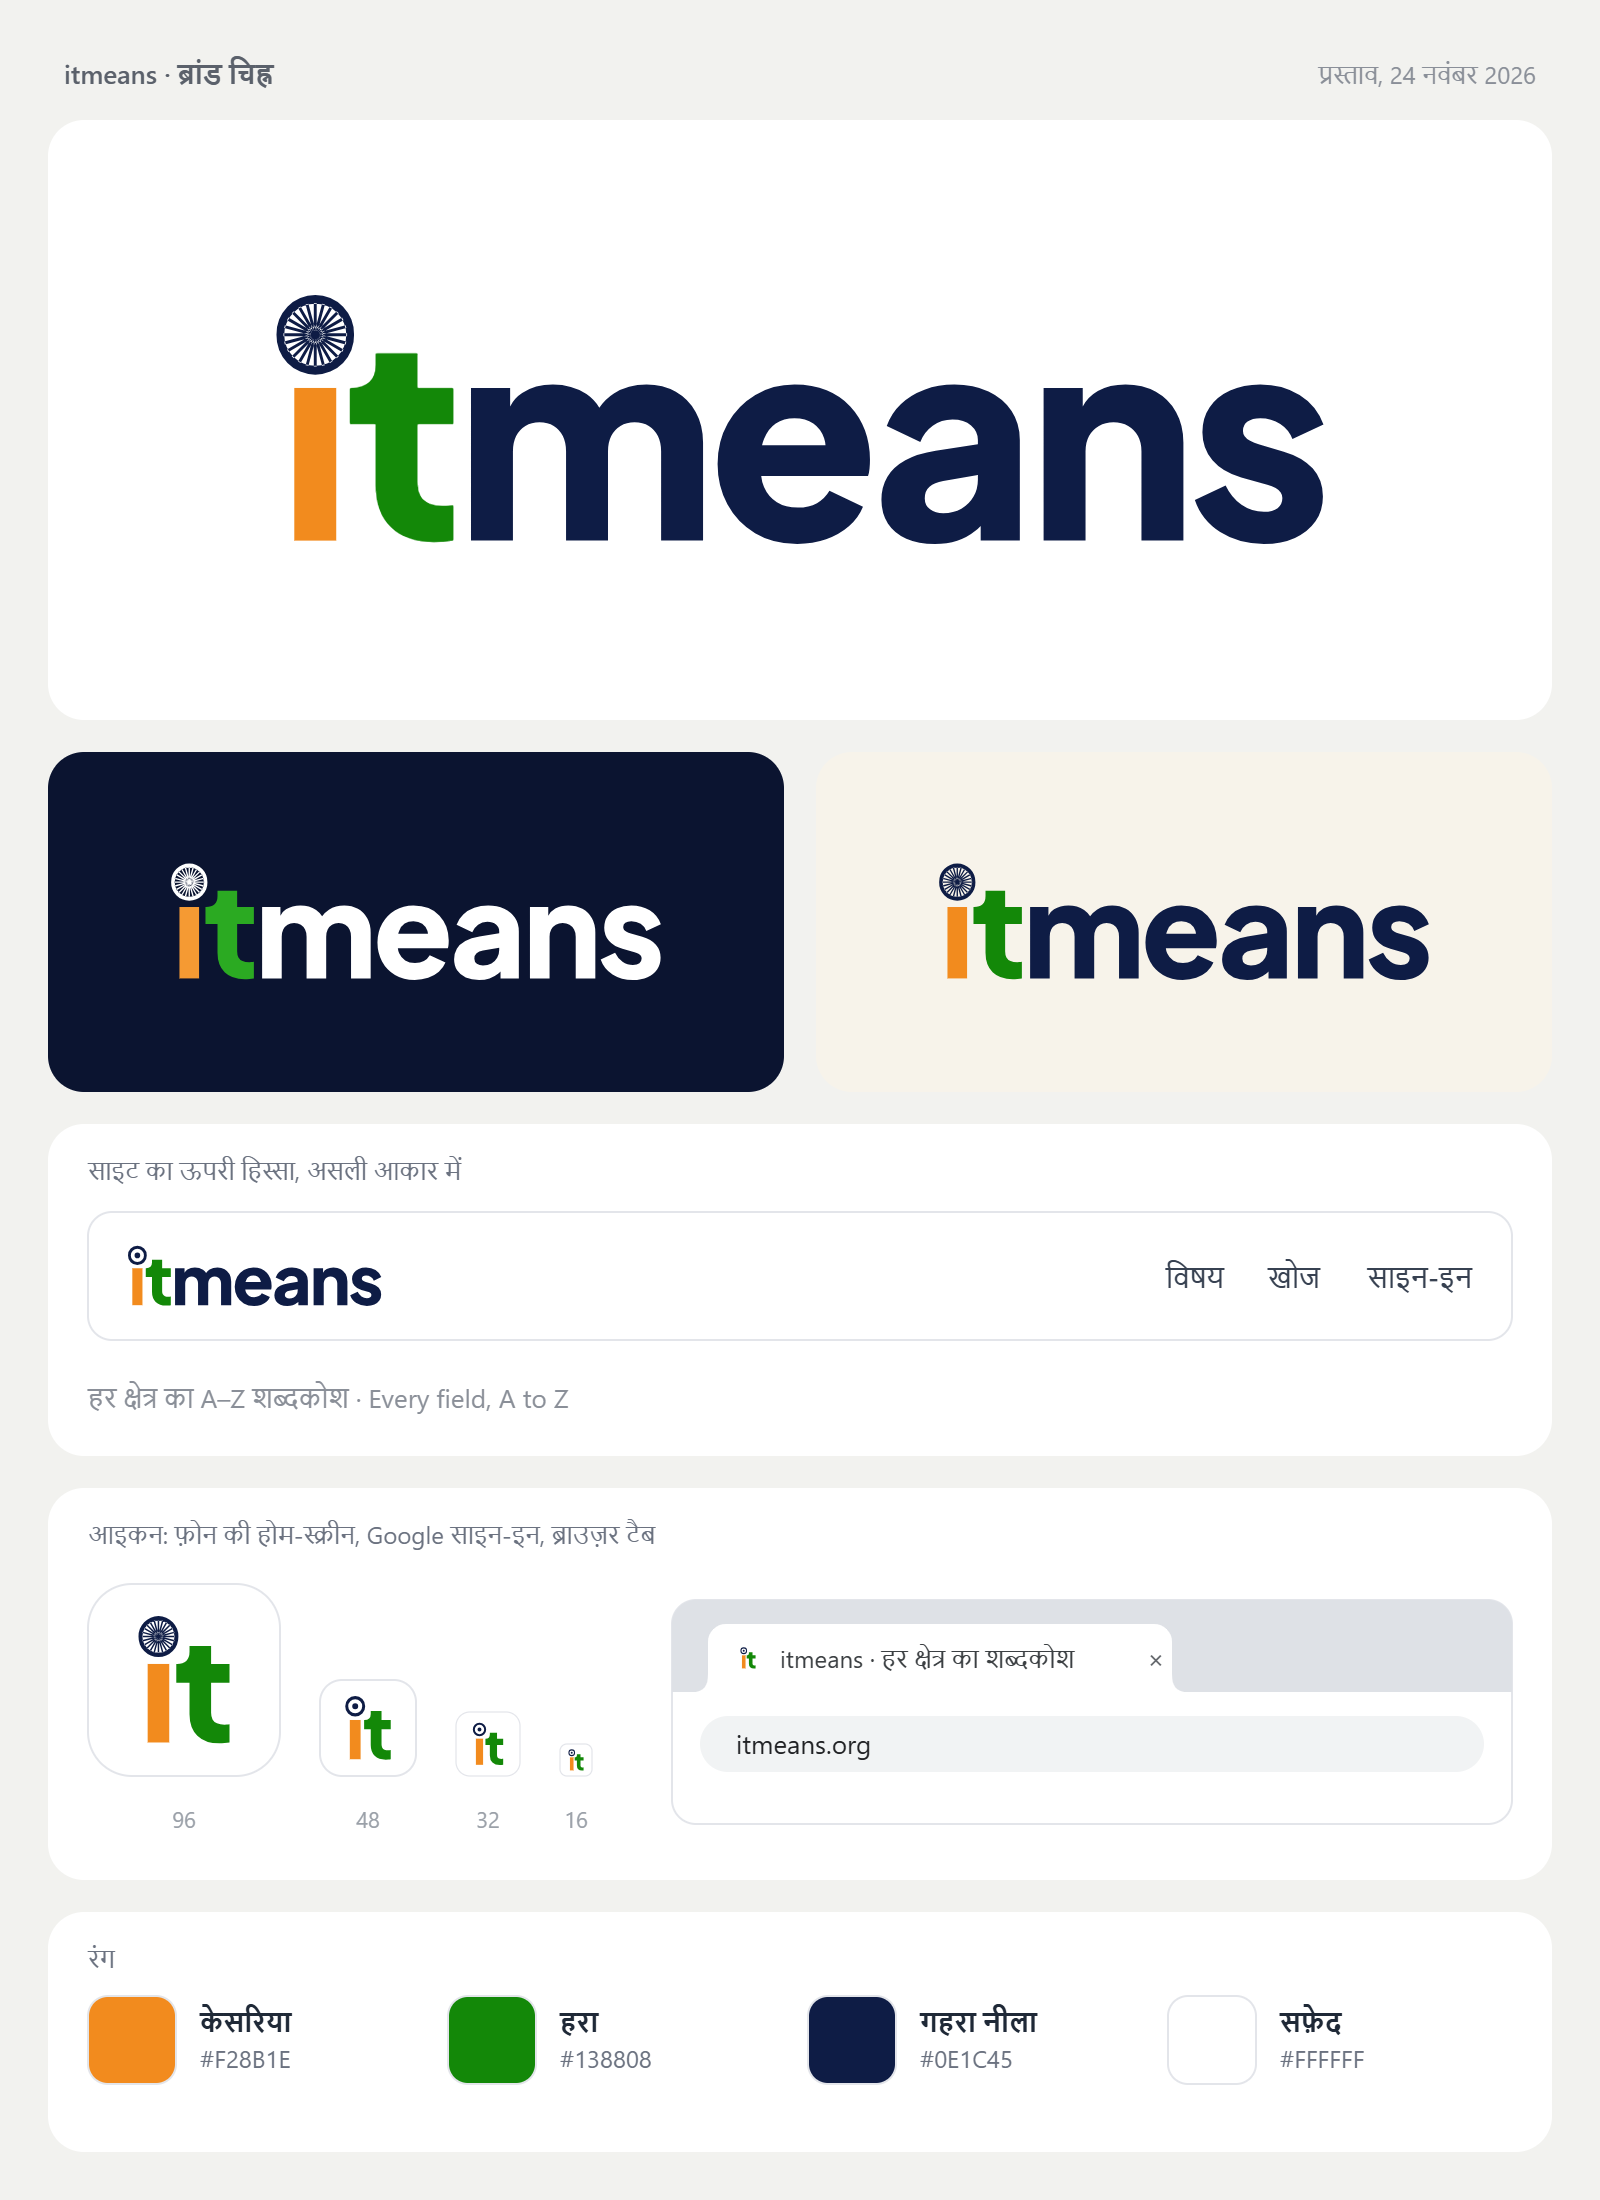 itmeans · ब्रांड चिह्न
प्रस्ताव, 24 नवंबर 2026
itmeans
itmeans
itmeans
साइट का ऊपरी हिस्सा, असली आकार में
itmeans
विषय
खोज
साइन-इन
हर क्षेत्र का A–Z शब्दकोश · Every field, A to Z
आइकन: फ़ोन की होम-स्क्रीन, Google साइन-इन, ब्राउज़र टैब
it
it
it
it
96
48
32
16
it
itmeans · हर क्षेत्र का शब्दकोश
×
itmeans.org
रंग
केसरिया
#F28B1E
हरा
#138808
गहरा नीला
#0E1C45
सफ़ेद
#FFFFFF